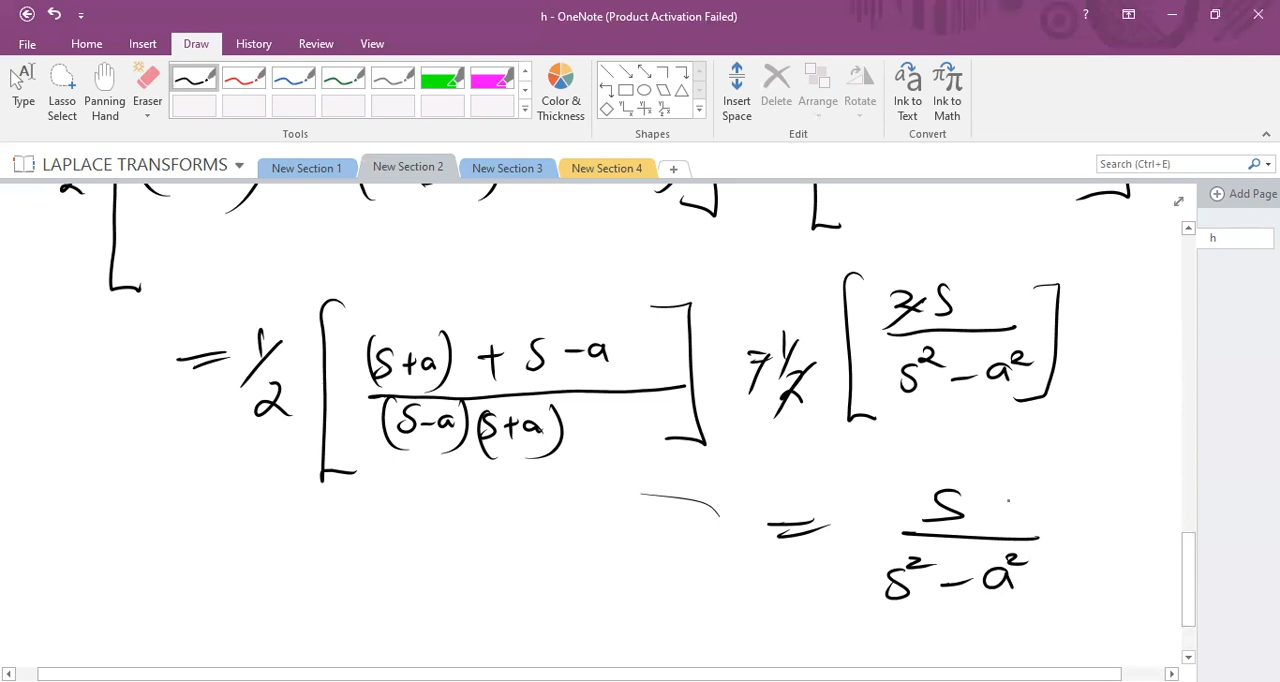 h - OneNote (Product Activation Failed)
?
File Home Insert Draw History Review View
Type
Lasso Select
Panning Hand
Eraser
Color & Thickness
Insert Space
Delete
Arrange
Rotate
Ink to Text
Ink to Math
Tools
Shapes
Edit
Convert
LAPLACE TRANSFORMS New Section 1 New Section 2 New Section 3 New Section 4 +
Search (Ctrl+E)
Add Page
h
2
= 1/2 [ ((s+a) + s-a) / ((s-a)(s+a)) ] = 1/2 [ 2s / (s² - a²) ]
= s / (s² - a²)